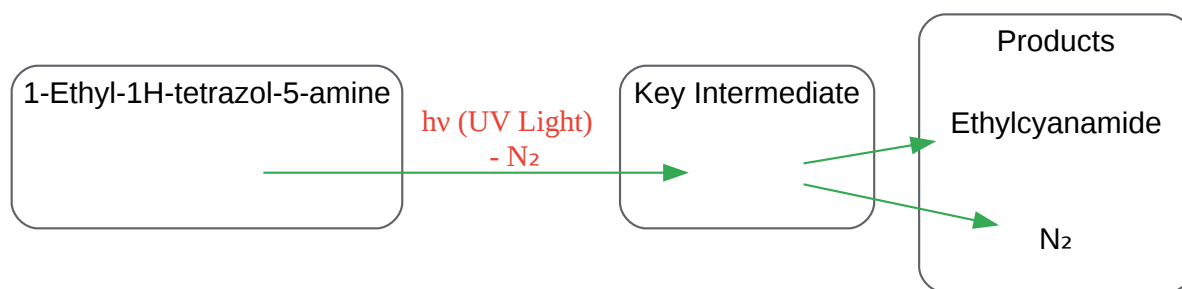 1-Ethyl-1H-tetrazol-5-amine
hν (UV Light)
- N₂
Key Intermediate
Products
Ethylcyanamide
N₂